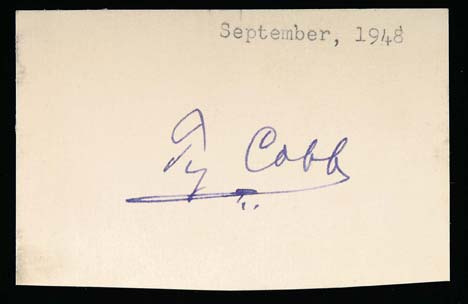 September, 1948
Ty Cobb